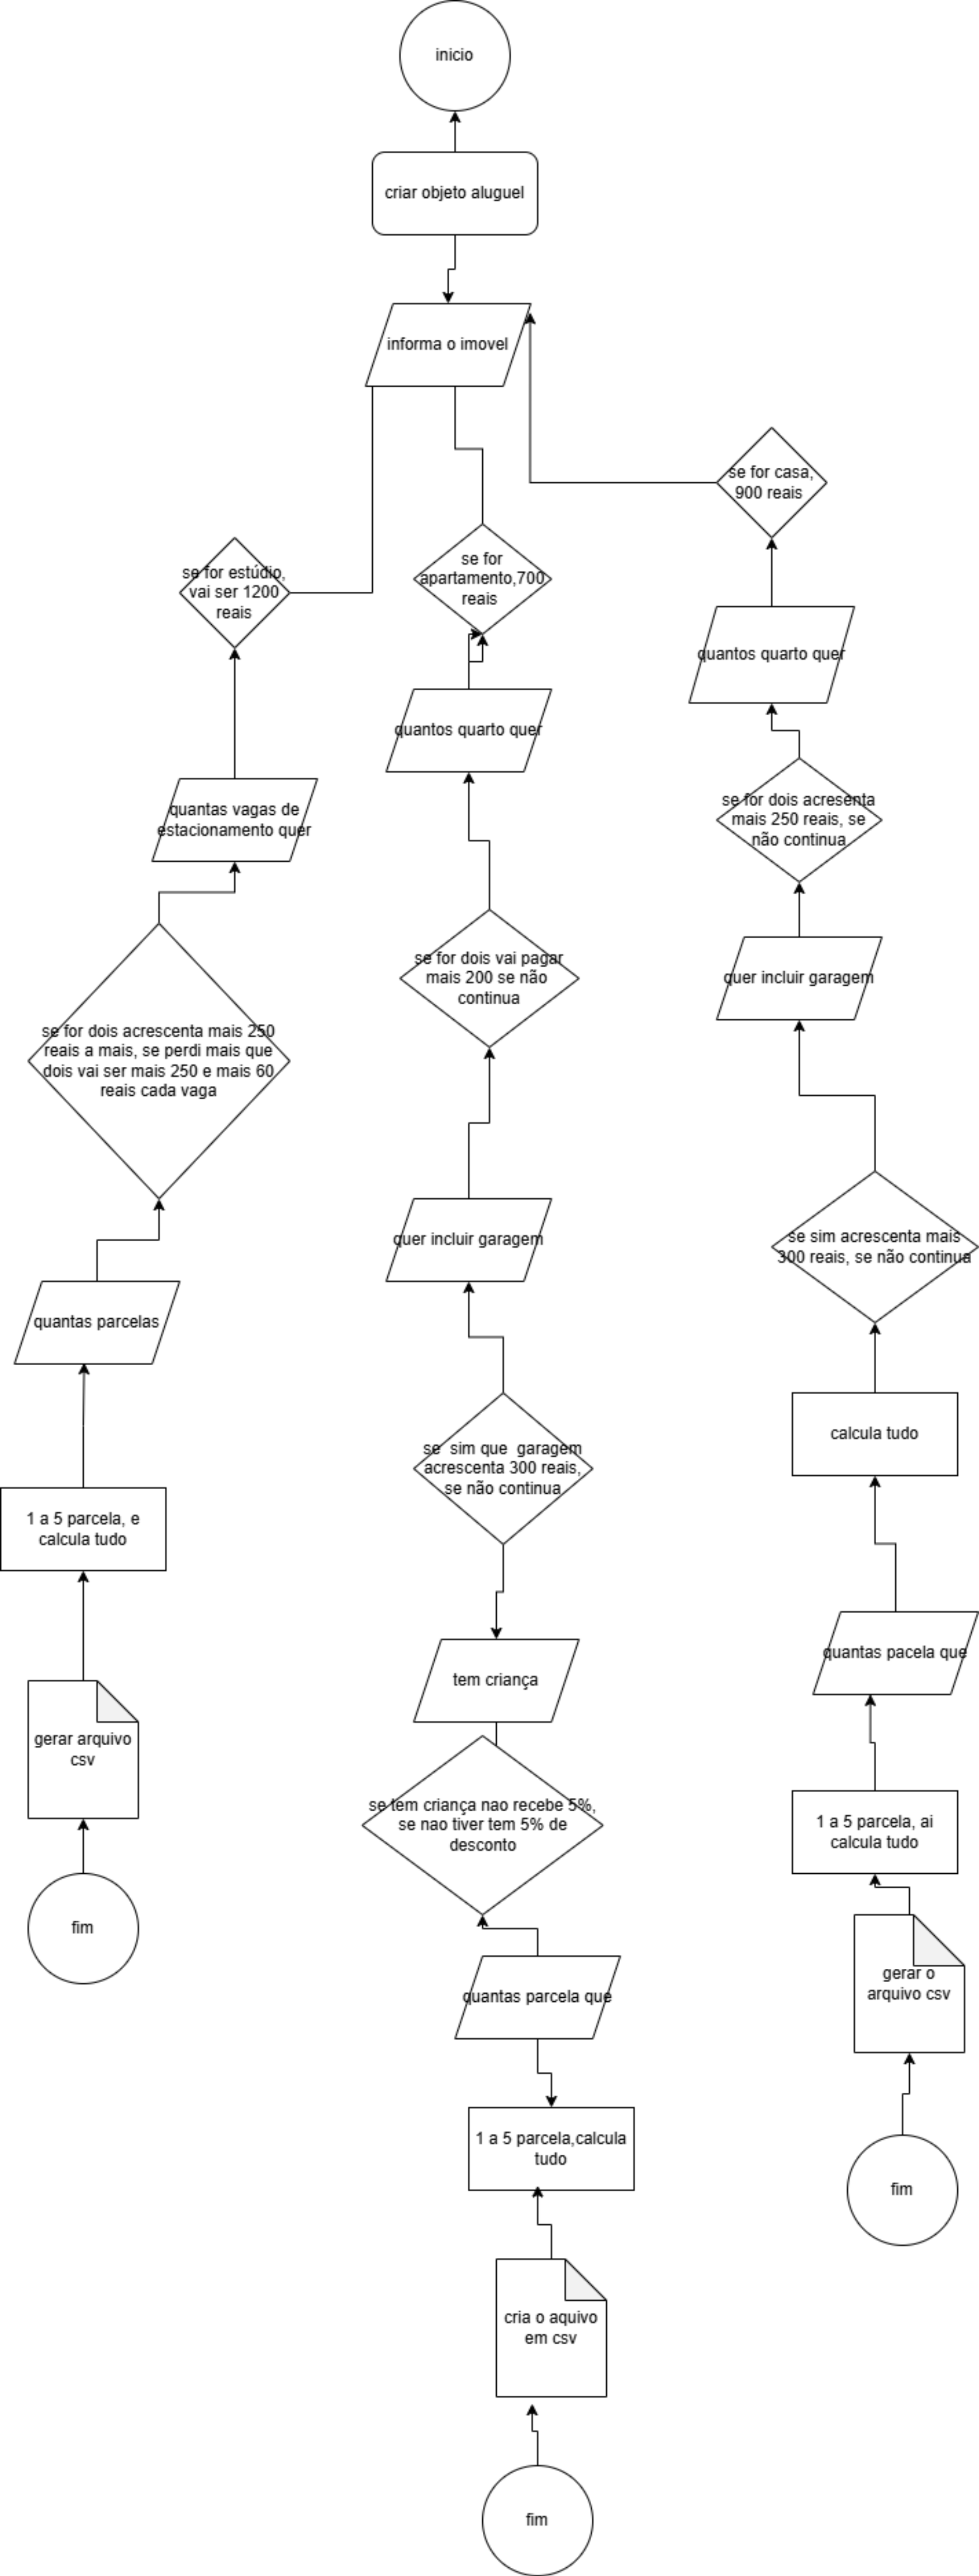 inicio
criar objeto aluguel
informa o imovel
se for casa,
900 reais
se for estúdio,
vai ser 1200
reais
se for
apartamento,700
reais
quantos quarto quer
quantos quarto quer
quantas vagas de
estacionamento quer
se for dois acresenta
mais 250 reais, se
não continua
se for dois vai pagar
mais 200 se não
continua
quer incluir garagem
se for dois acrescenta mais 250
reais a mais, se perdi mais que
dois vai ser mais 250 e mais 60
reais cada vaga
quer incluir garagem
se sim acrescenta mais
300 reais, se não continua
quantas parcelas
calcula tudo
se  sim que  garagem
acrescenta 300 reais,
se não continua
1 a 5 parcela, e
calcula tudo
quantas pacela que
tem criança
gerar arquivo
csv
se tem criança nao recebe 5%,
se nao tiver tem 5% de
desconto
1 a 5 parcela, ai
calcula tudo
fim
gerar o
arquivo csv
quantas parcela que
1 a 5 parcela,calcula
tudo
fim
cria o aquivo
em csv
fim